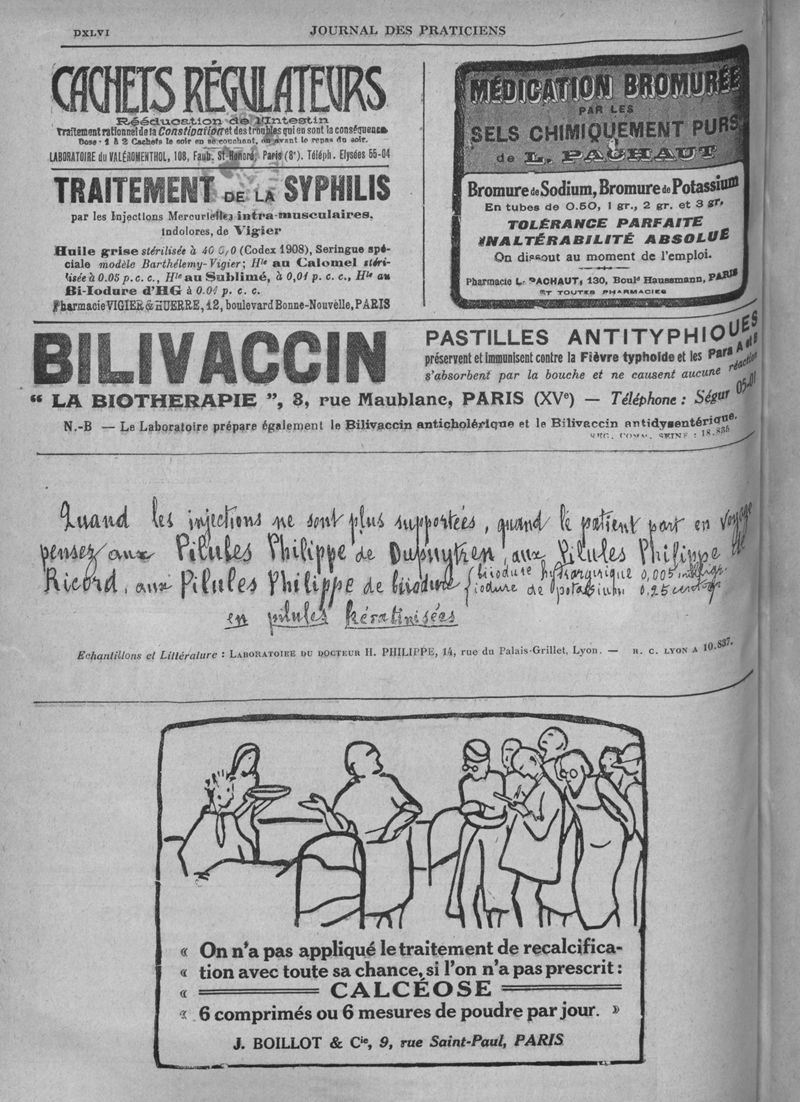 DXLVI
JOURNAL DES PRATICIENS
CACHETS RÉGULATEURS
Rééducation de l'Intestin
Traitement rationnel de la Constipation et des troubles qui en sont la conséquence
Dose : 1 à 2 Cachets le soir en se couchant, ou avant le repas du soir.
LABORATOIRE du VALÉROMENTHOL, 108, Faub. St-Honoré, Paris (8e). Téléph. Elysées 55-04
TRAITEMENT DE LA SYPHILIS
par les Injections Mercurielles intra-musculaires,
indolores, de Vigier
Huile grise stérilisée à 40 0/0 (Codex 1908), Seringue spé-
ciale modèle Barthélemy-Vigier; Hle au Calomel stéri-
lisée à 0.05 p. c. c., Hle au Sublimé, à 0,01 p. c. c., Hle au
Bi-Iodure d'HG à 0.01 p. c. c.
Pharmacie VIGIER & HUERRE, 12, boulevard Bonne-Nouvelle, PARIS
MÉDICATION BROMURÉE
PAR LES
SELS CHIMIQUEMENT PURS
de L. PACHAUT
Bromure de Sodium, Bromure de Potassium
En tubes de 0.50, 1 gr., 2 gr. et 3 gr.
TOLÉRANCE PARFAITE
INALTÉRABILITÉ ABSOLUE
On dissout au moment de l'emploi.
Pharmacie L. PACHAUT, 130, Boulд Haussmann, PARIS
ET TOUTES PHARMACIES
BILIVACCIN
PASTILLES ANTITYPHIQUES
préservent et immunisent contre la Fièvre typhoïde et les Para A et B
s'absorbent par la bouche et ne causent aucune réaction
“ LA BIOTHERAPIE ”, 3, rue Maublanc, PARIS (XVe) — Téléphone : Ségur 05-01
N.-B — Le Laboratoire prépare également le Bilivaccin anticholérique et le Bilivaccin antidysentérique.
REG. COMM. SEINE : 18.836
Quand les injections ne sont plus supportées, quand le patient part en voyage
pensez aux Pilules Philippe de Dupuytren, aux Pilules Philippe de
Ricord, aux Pilules Philippe de biiodure { biiodure hydrargirique 0,005 milligr.
iodure de potassium 0,25 centigr.
en pilules kératinisées
Echantillons et Littérature : LABORATOIRE DU DOCTEUR H. PHILIPPE, 14, rue du Palais-Grillet, Lyon. — R. C. LYON A 10.837.
« On n'a pas appliqué le traitement de recalcifica-
« tion avec toute sa chance, si l'on n'a pas prescrit :
« CALCÉOSE
« 6 comprimés ou 6 mesures de poudre par jour. »
J. BOILLOT & Cie, 9, rue Saint-Paul, PARIS